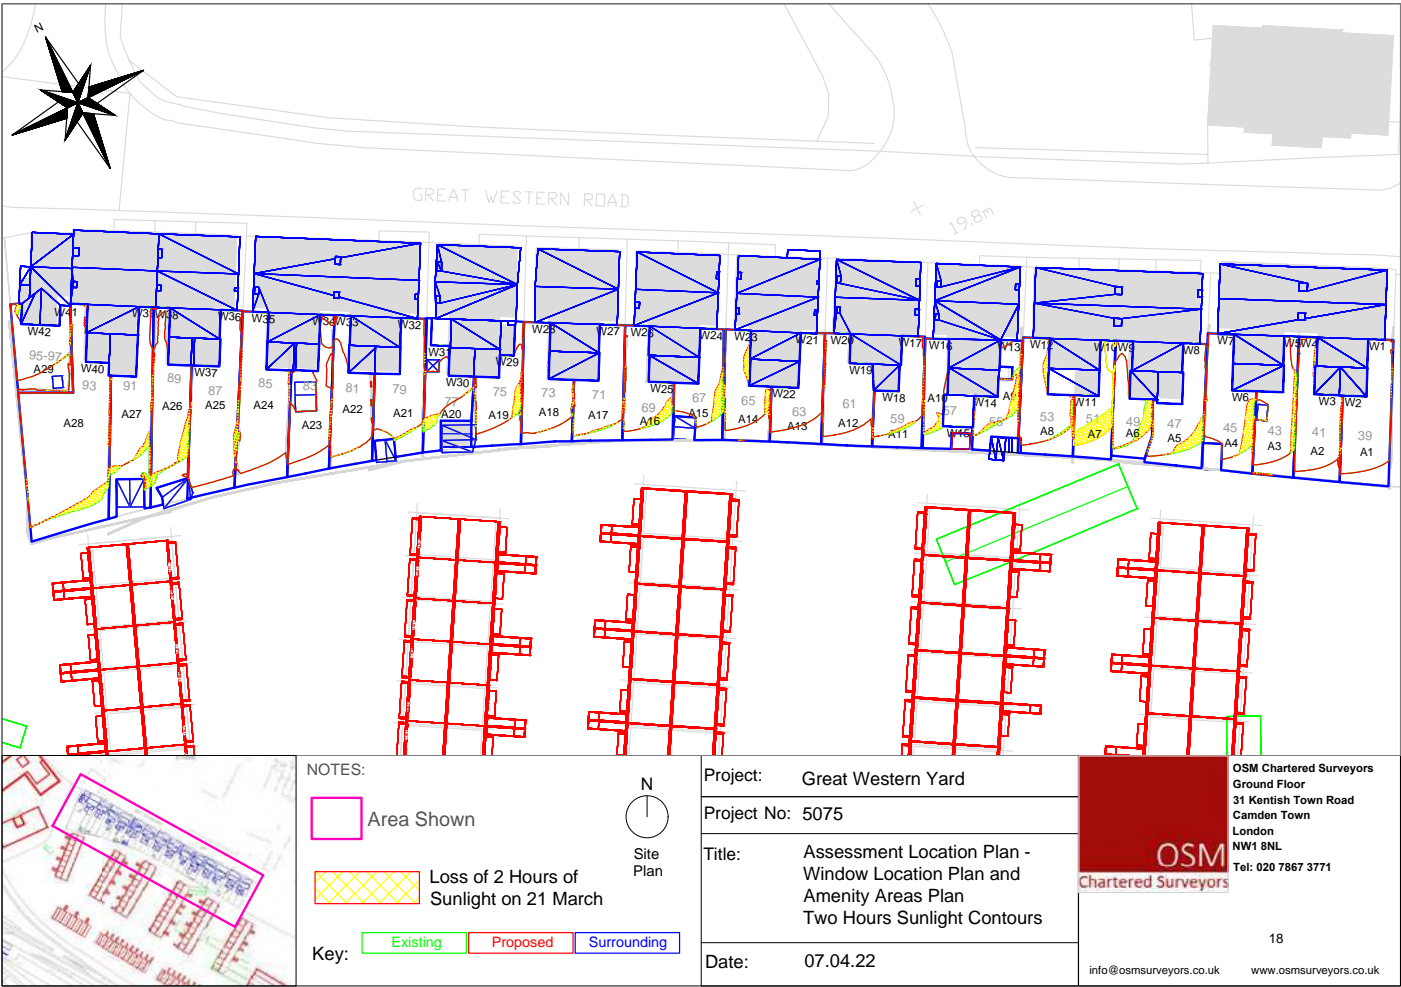 N
GREAT WESTERN ROAD
19.8m
W42
W41
W40
W39
W38
W37
W36
W35
W33
W32
W31
W30
W29
W28
W27
W26
W25
W24
W23
W22
W21
W20
W19
W18
W17
W16
W15
W14
W13
W12
W11
W10
W9
W8
W7
W6
W5
W4
W3
W2
W1
95-97
93
91
89
87
85
83
81
79
77
75
73
71
69
67
65
63
61
59
57
55
53
51
49
47
45
43
41
39
A29
A28
A27
A26
A25
A24
A23
A22
A21
A20
A19
A18
A17
A16
A15
A14
A13
A12
A11
A10
A9
A8
A7
A6
A5
A4
A3
A2
A1
NOTES:
Area Shown
Loss of 2 Hours of
Sunlight on 21 March
Key:
Existing
Proposed
Surrounding
N
Site
Plan
Project: Great Western Yard
Project No: 5075
Title: Assessment Location Plan -
Window Location Plan and
Amenity Areas Plan
Two Hours Sunlight Contours
Date: 07.04.22
OSM
Chartered Surveyors
OSM Chartered Surveyors
Ground Floor
31 Kentish Town Road
Camden Town
London
NW1 8NL
Tel: 020 7867 3771
18
info@osmsurveyors.co.uk www.osmsurveyors.co.uk